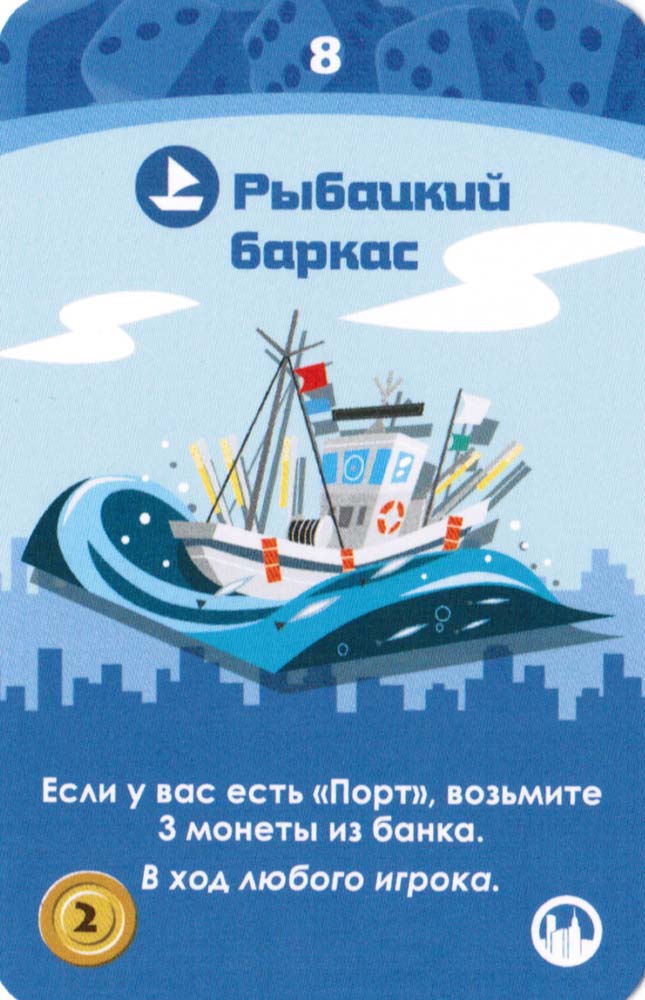 8
Рыбацкий
баркас
Если у вас есть «Порт», возьмите
3 монеты из банка.
В ход любого игрока.
2